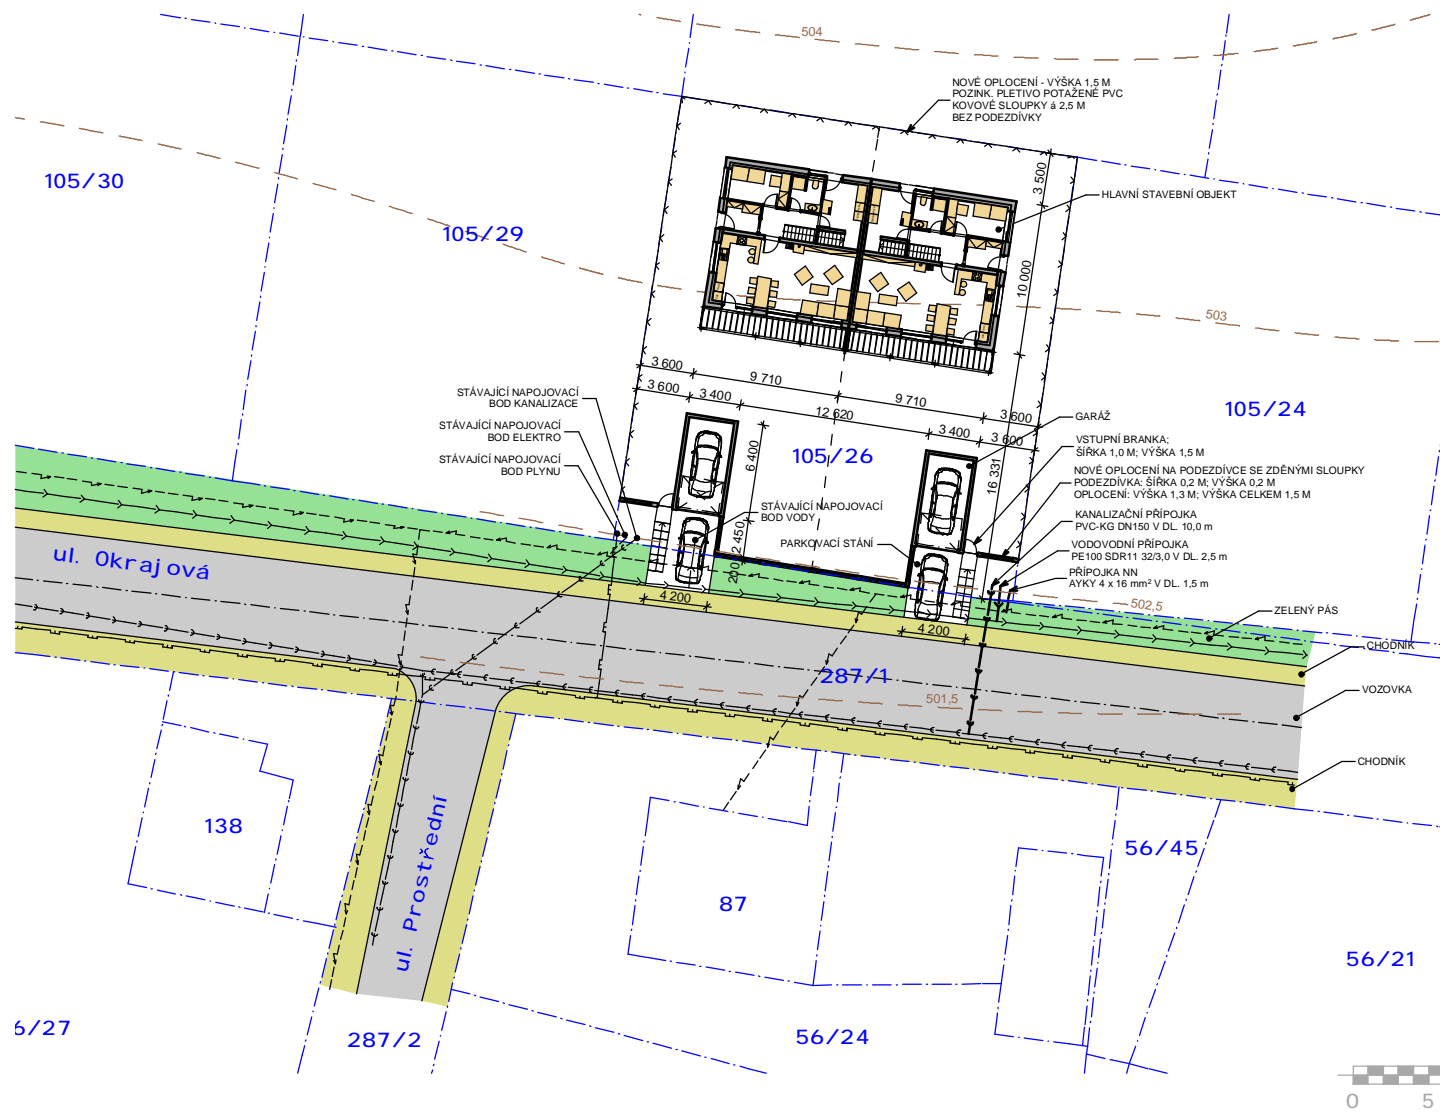 504
NOVÉ OPLOCENÍ - VÝŠKA 1,5 M
POZINK. PLETIVO POTAŽENÉ PVC
KOVOVÉ SLOUPKY á 2,5 M
BEZ PODEZDÍVKY
105/30
105/29
3 500
HLAVNÍ STAVEBNÍ OBJEKT
10 000
503
3 600
9 710
9 710
3 600
3 600
3 400
12 620
3 400
3 600
STÁVAJÍCÍ NAPOJOVACÍ
BOD KANALIZACE
STÁVAJÍCÍ NAPOJOVACÍ
BOD ELEKTRO
STÁVAJÍCÍ NAPOJOVACÍ
BOD PLYNU
105/24
GARÁŽ
105/26
6 400
16 331
VSTUPNÍ BRANKA;
ŠÍŘKA 1,0 M; VÝŠKA 1,5 M
NOVÉ OPLOCENÍ NA PODEZDÍVCE SE ZDĚNÝMI SLOUPKY
PODEZDÍVKA: ŠÍŘKA 0,2 M; VÝŠKA 0,2 M
OPLOCENÍ: VÝŠKA 1,3 M; VÝŠKA CELKEM 1,5 M
STÁVAJÍCÍ NAPOJOVACÍ
BOD VODY
KANALIZAČNÍ PŘÍPOJKA
PVC-KG DN150 V DL. 10,0 m
PARKOVACÍ STÁNÍ
2 450
200
VODOVODNÍ PŘÍPOJKA
PE100 SDR11 32/3,0 V DL. 2,5 m
PŘÍPOJKA NN
AYKY 4 x 16 mm² V DL. 1,5 m
ul. Okrajová
4 200
502,5
ZELENÝ PÁS
4 200
CHODNÍK
287/1
501,5
VOZOVKA
CHODNÍK
138
ul. Prostřední
56/45
87
56/21
6/27
287/2
56/24
0 5